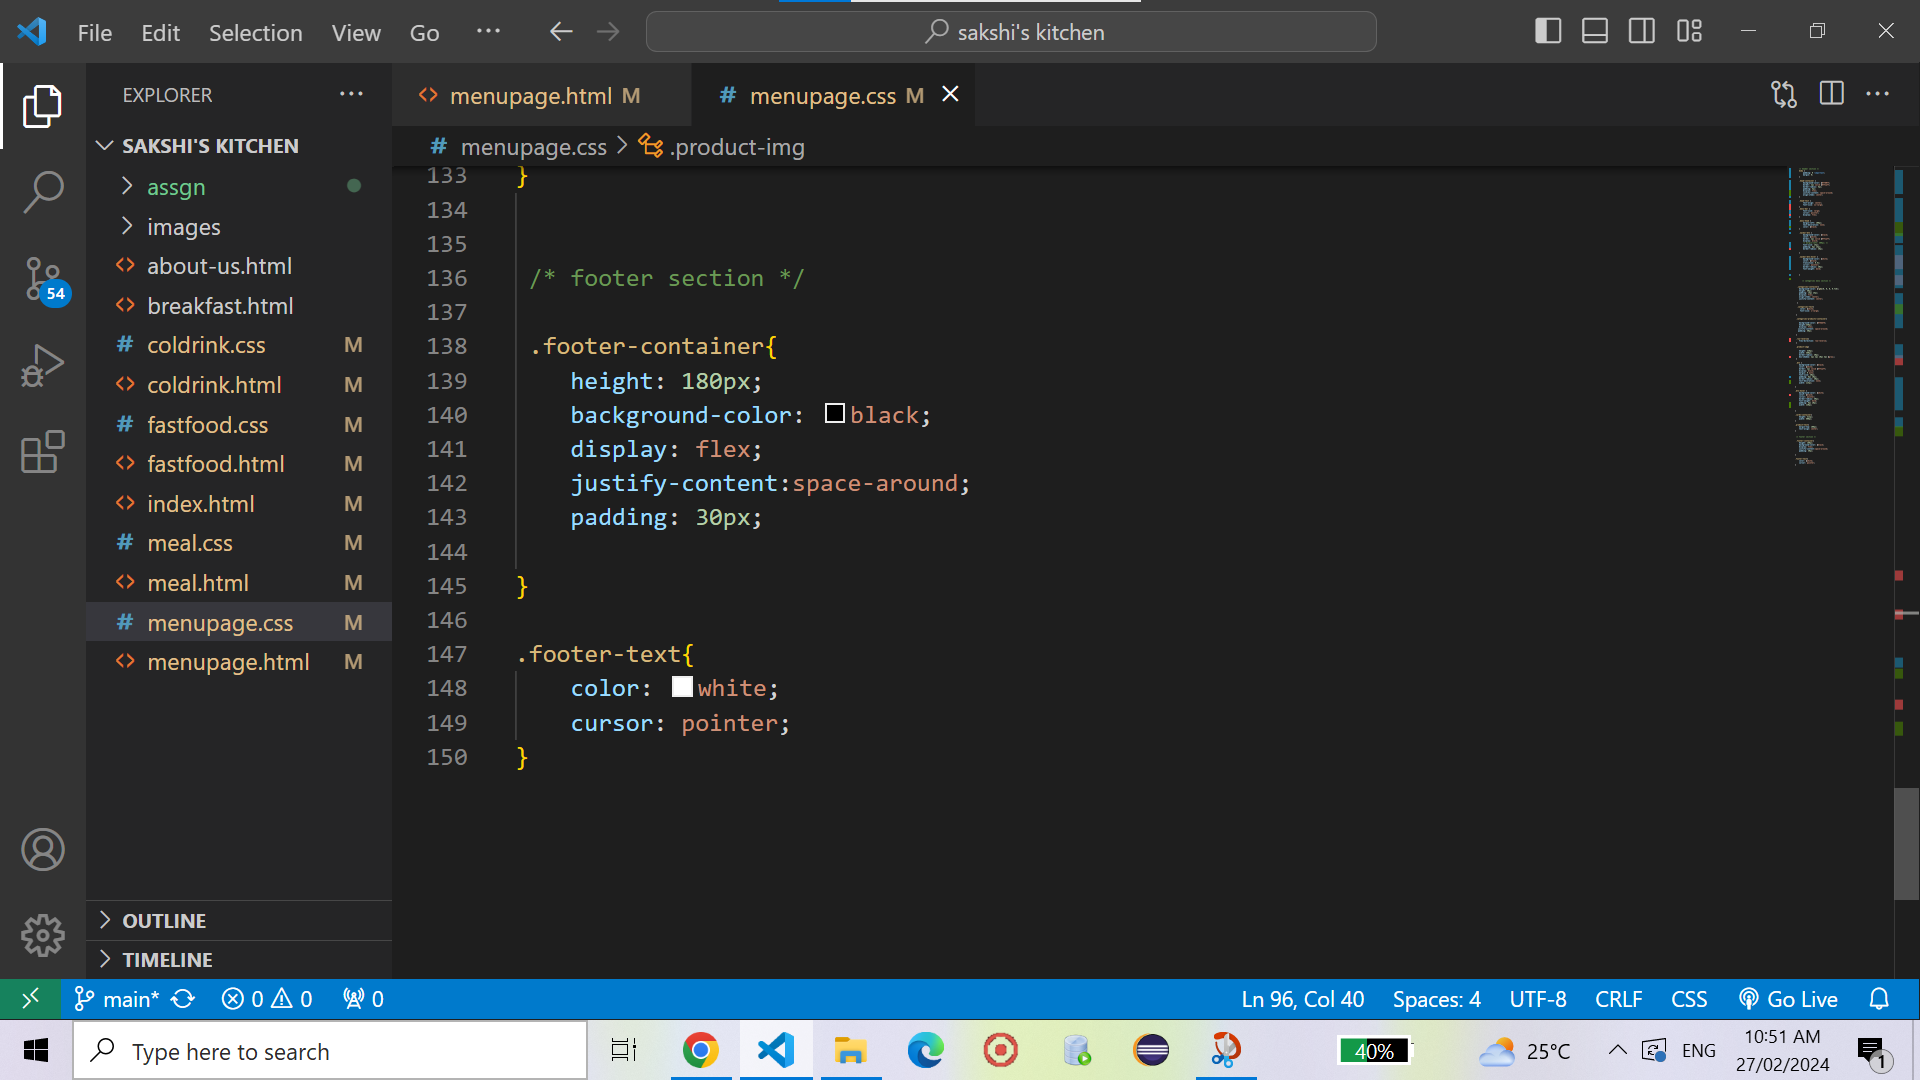 File Edit Selection View Go ··· sakshi's kitchen
EXPLORER ···
menupage.html M
# menupage.css M
SAKSHI'S KITCHEN
# menupage.css > .product-img
assgn
images
about-us.html
breakfast.html
# coldrink.css M
coldrink.html M
# fastfood.css M
fastfood.html M
index.html M
# meal.css M
meal.html M
# menupage.css M
menupage.html M
54
133 }
134
135
136 /* footer section */
137
138 .footer-container{
139 height: 180px;
140 background-color: black;
141 display: flex;
142 justify-content:space-around;
143 padding: 30px;
144
145 }
146
147 .footer-text{
148 color: white;
149 cursor: pointer;
150 }
OUTLINE
TIMELINE
main* 0 0 0 Ln 96, Col 40 Spaces: 4 UTF-8 CRLF CSS Go Live
Type here to search 40% 25°C ENG 10:51 AM
27/02/2024 1